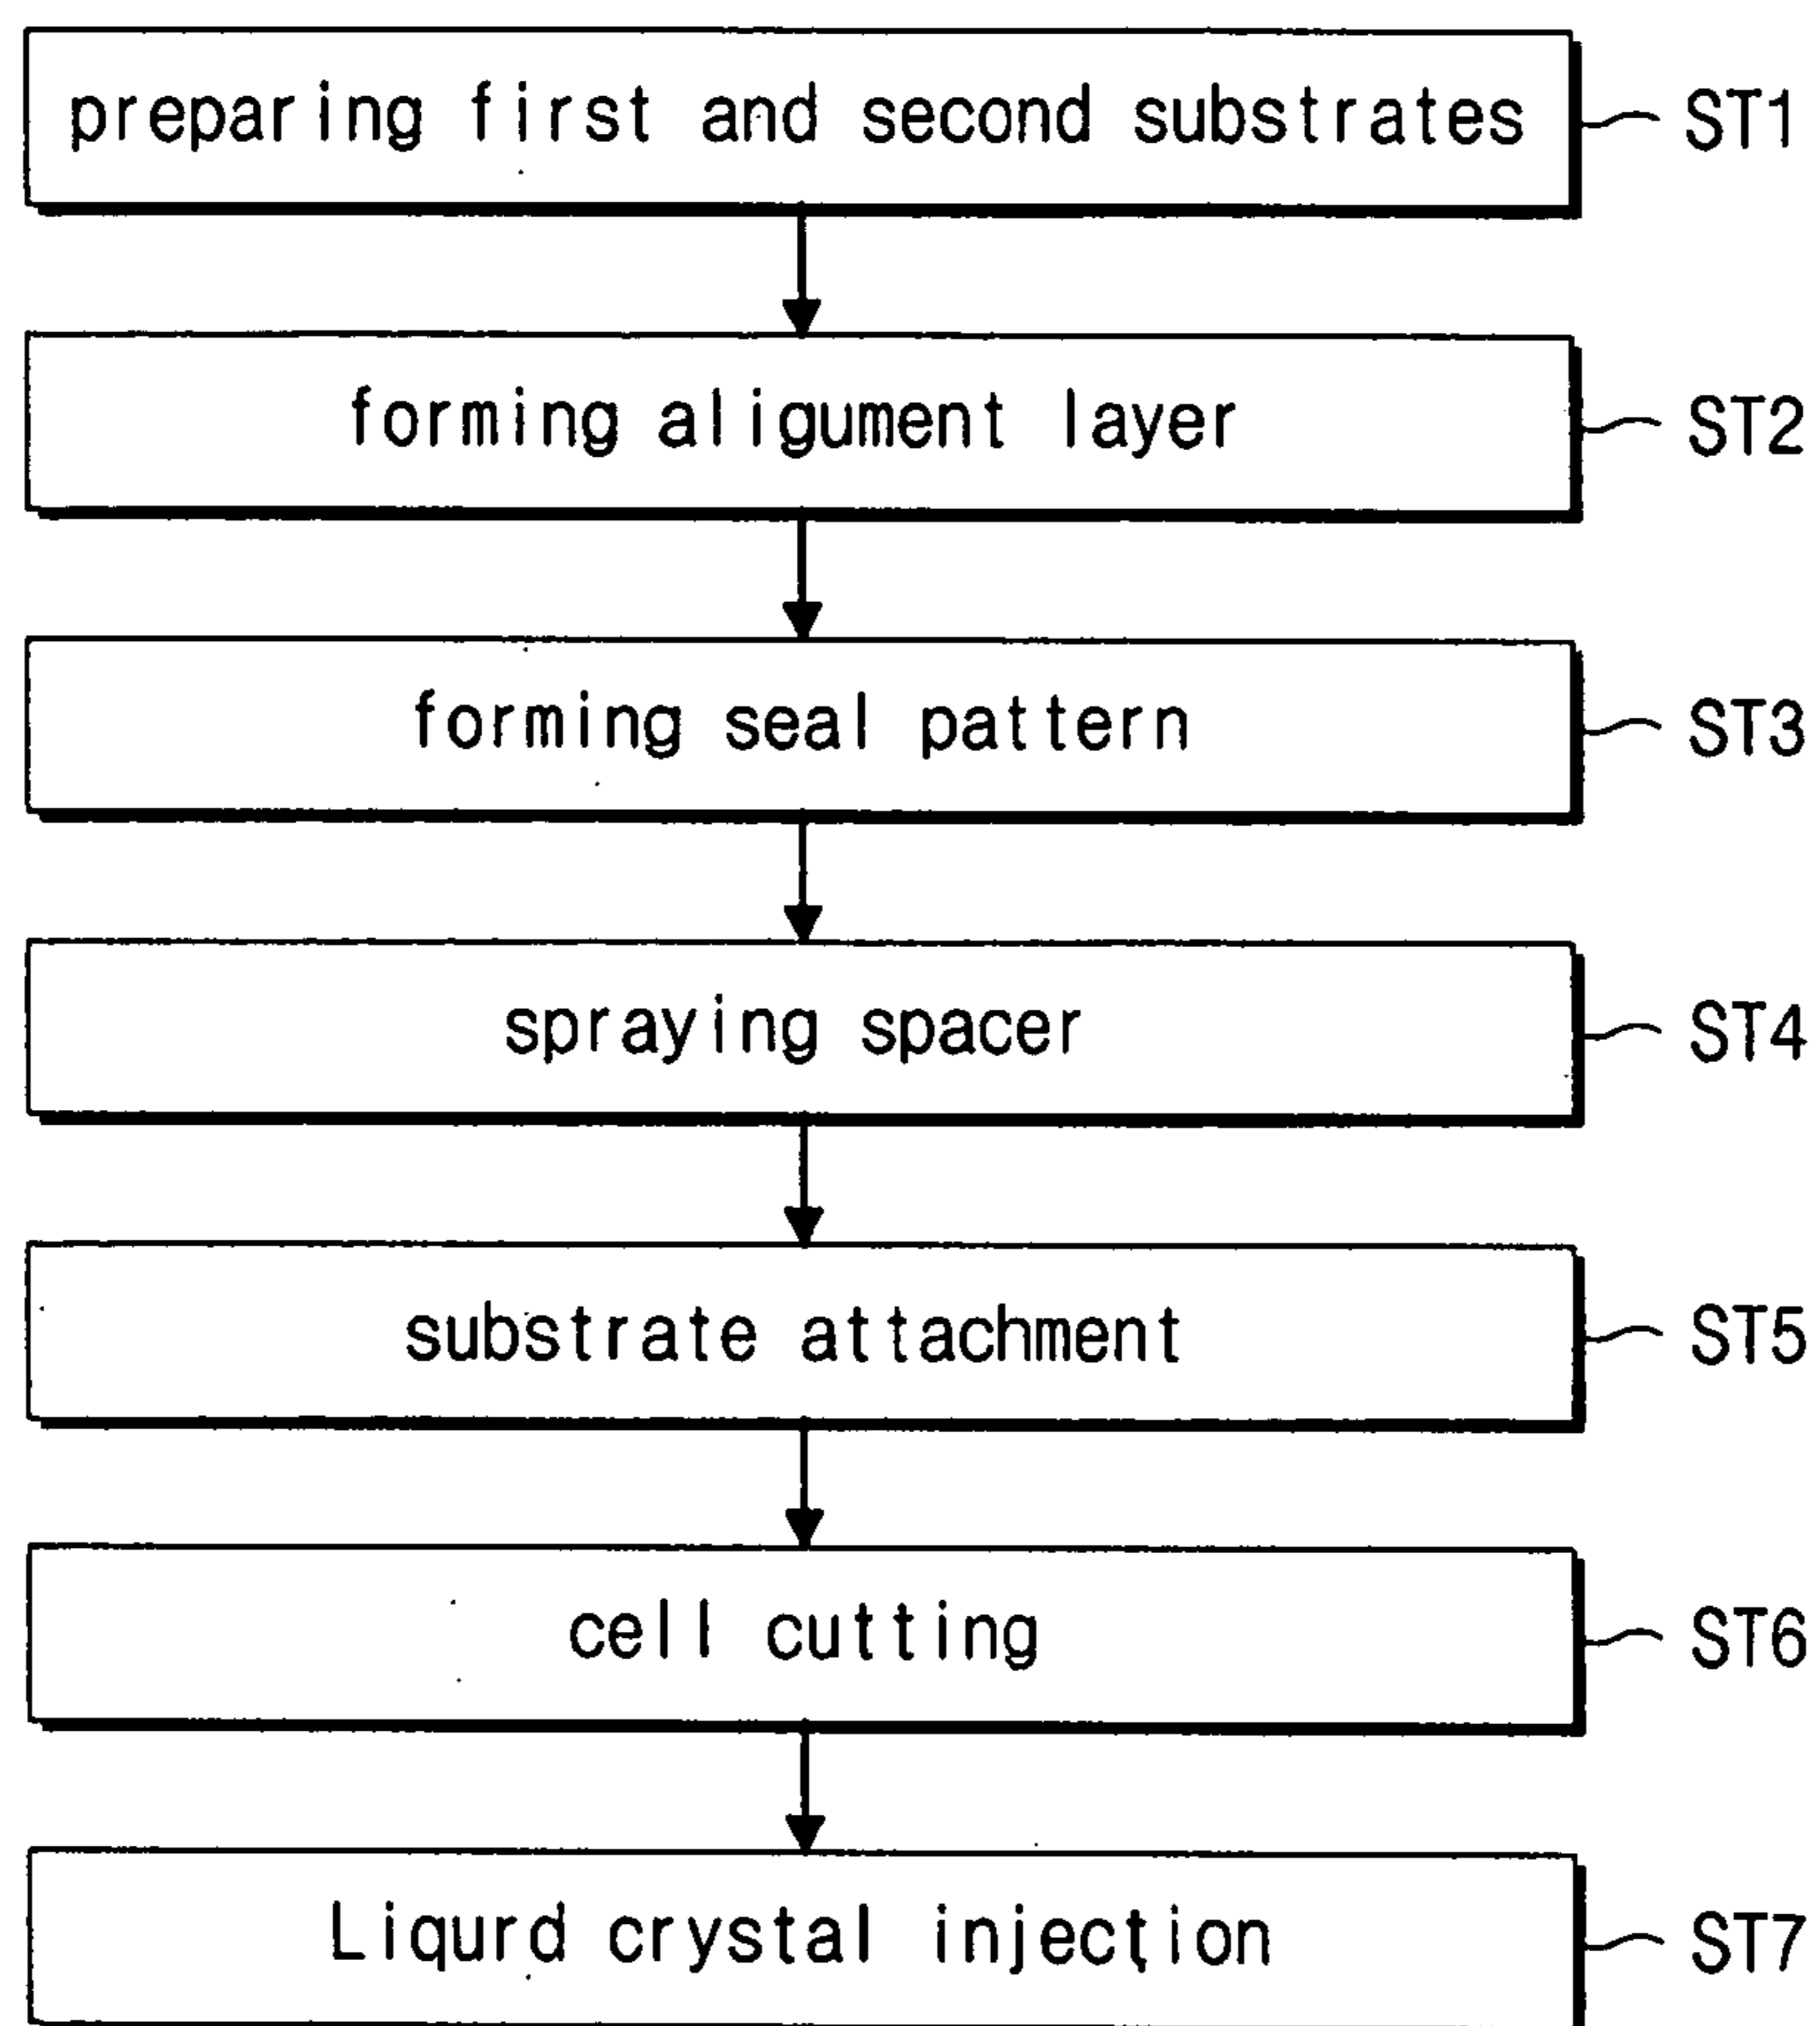 preparing first and second substrates ST1
forming aligument layer ST2
forming seal pattern ST3
spraying spacer ST4
substrate attachment ST5
cell cutting ST6
Liqurd crystal injection ST7